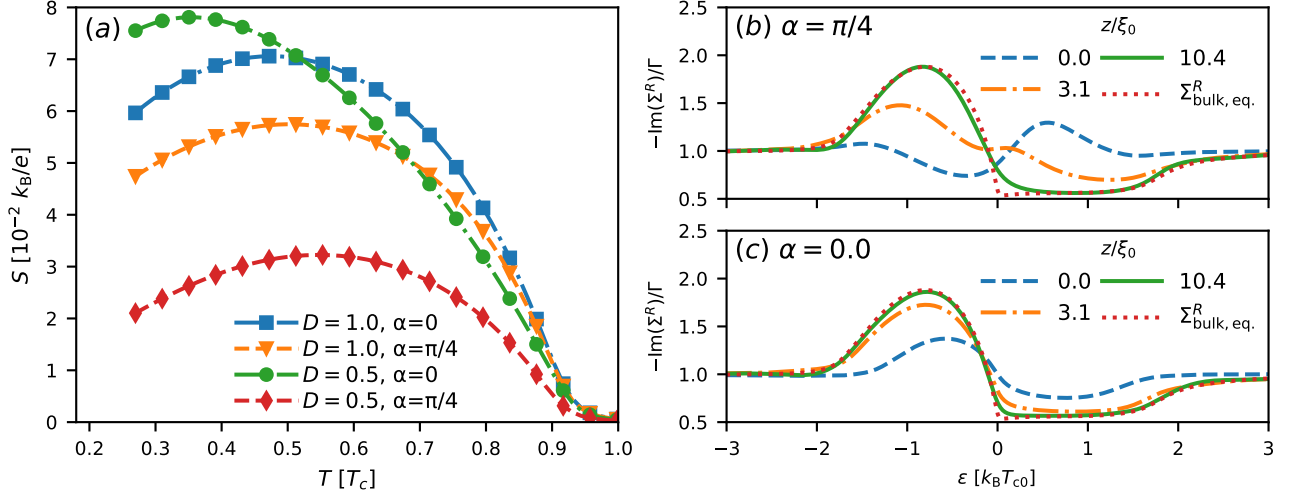 (a)
S [10⁻² k_B/e]
8
7
6
5
4
3
2
1
0
D = 1.0, α=0
D = 1.0, α=π/4
D = 0.5, α=0
D = 0.5, α=π/4
0.2 0.3 0.4 0.5 0.6 0.7 0.8 0.9 1.0
T [T_c]
(b) α = π/4
z/ξ₀
0.0 10.4
3.1 Σ^R_bulk, eq.
-Im(Σ^R)/Γ
2.5
2.0
1.5
1.0
0.5
(c) α = 0.0
z/ξ₀
0.0 10.4
3.1 Σ^R_bulk, eq.
-Im(Σ^R)/Γ
2.5
2.0
1.5
1.0
0.5
−3 −2 −1 0 1 2 3
ε [k_B T_c0]